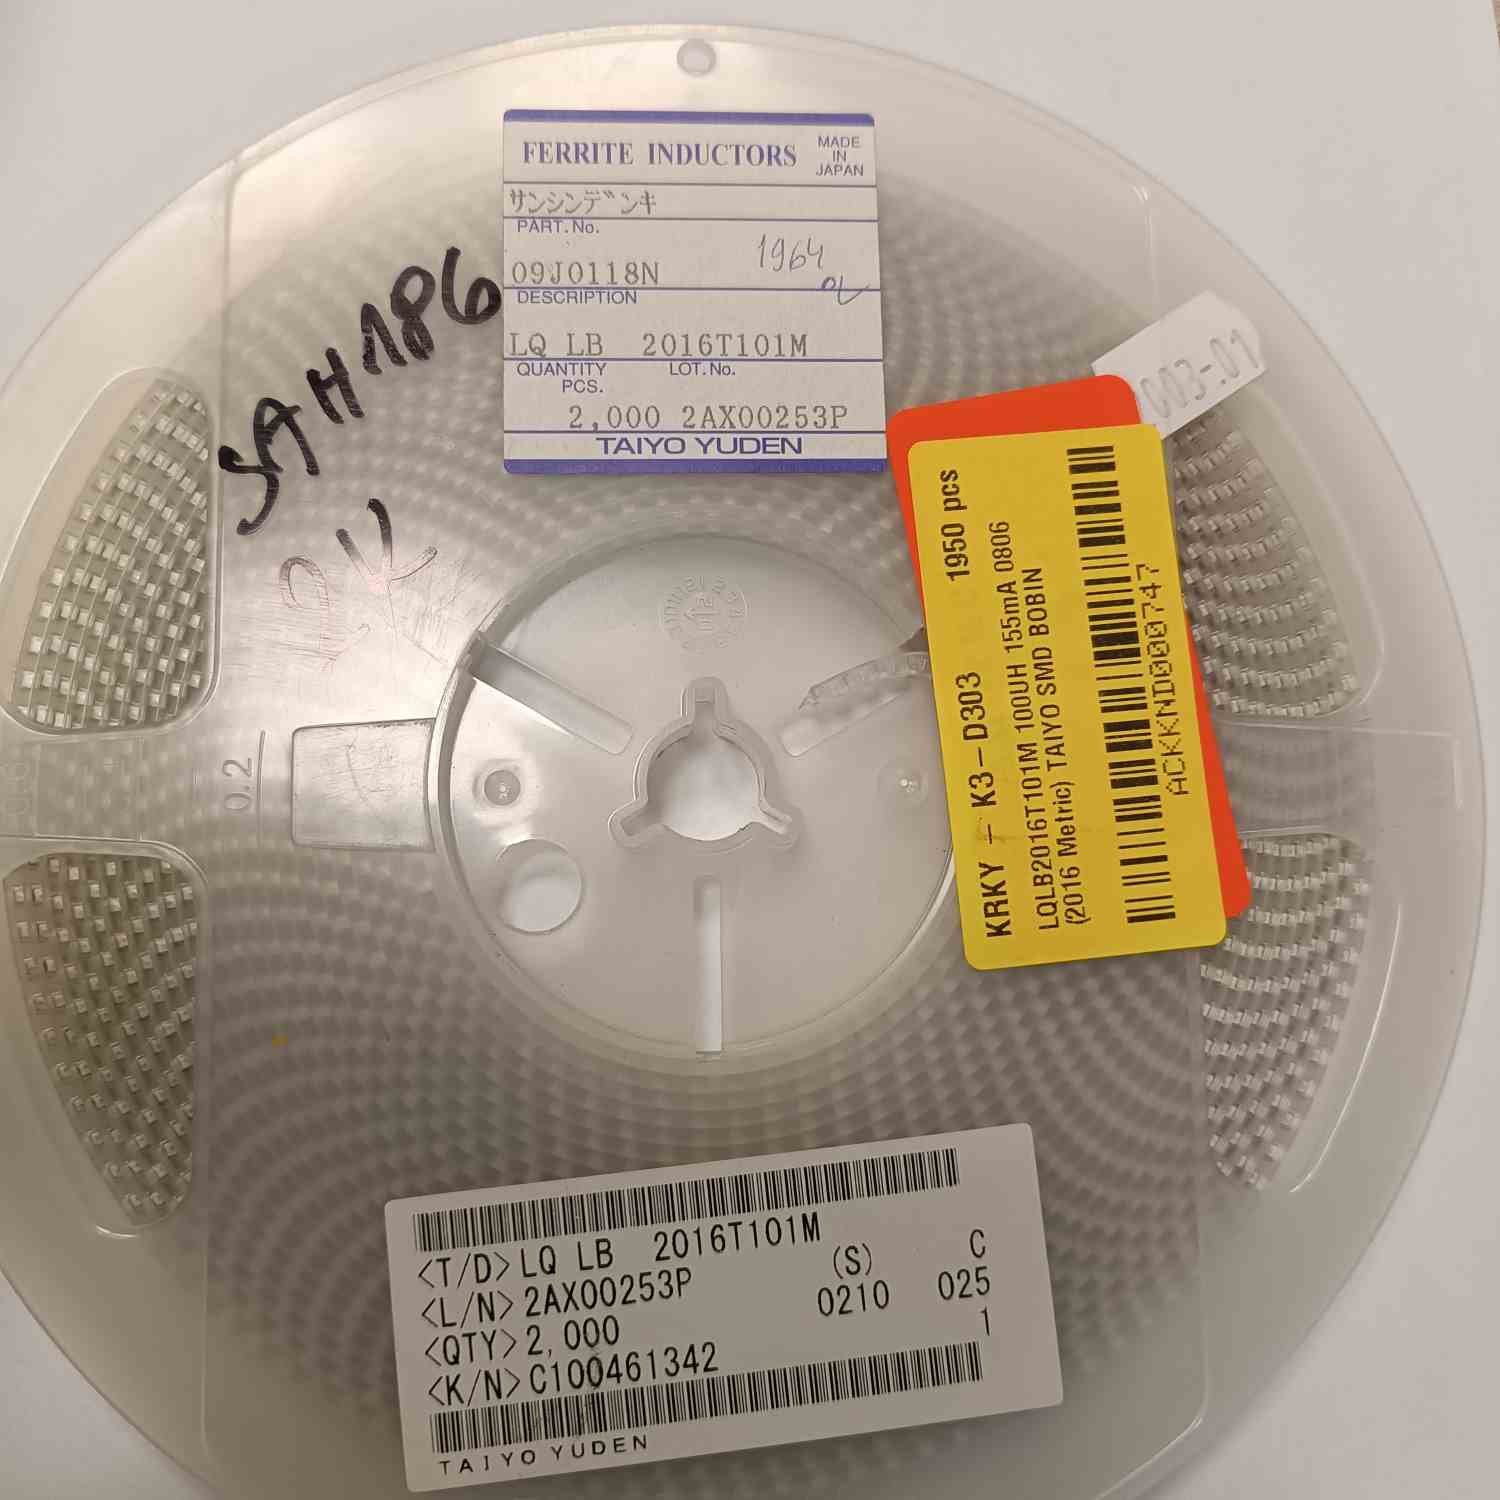 FERRITE INDUCTORS
MADE
IN
JAPAN
サンシンデンキ
PART.No.
09J0118N
1964
DESCRIPTION
LQ LB 2016T101M
QUANTITY LOT.No.
PCS.
2,000 2AX00253P
TAIYO YUDEN
003-01
KRKY - K3-D303 1950 pcs
LQLB2016T101M 100UH 155mA 0806
(2016 Metric) TAIYO SMD BOBIN
ACKKND000747
0.2
<T/D> LQ LB 2016T101M
<L/N> 2AX00253P (S) C
<QTY> 2,000 0210 025
<K/N> C100461342 1
TAIYO YUDEN